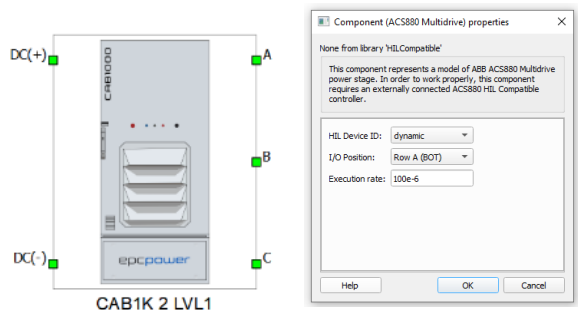 DC(+)
A
CAB1000
B
DC(-)
C
epcpower
CAB1K 2 LVL1
Component (ACS880 Multidrive) properties
None from library 'HILCompatible'
This component represents a model of ABB ACS880 Multidrive
power stage. In order to work properly, this component
requires an externally connected ACS880 HIL Compatible
controller.
HIL Device ID: dynamic
I/O Position: Row A (BOT)
Execution rate: 100e-6
Help
OK
Cancel